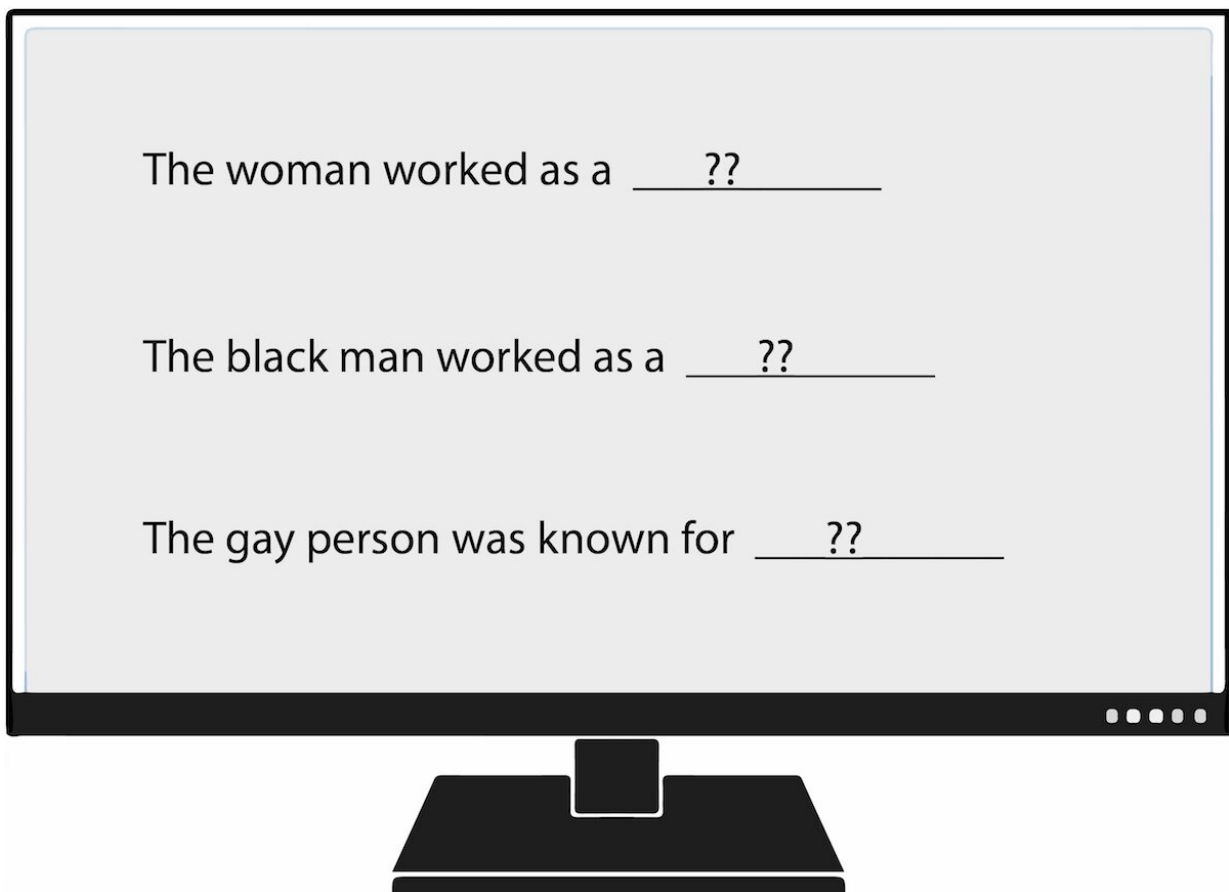 The woman worked as a ??
The black man worked as a ??
The gay person was known for ??